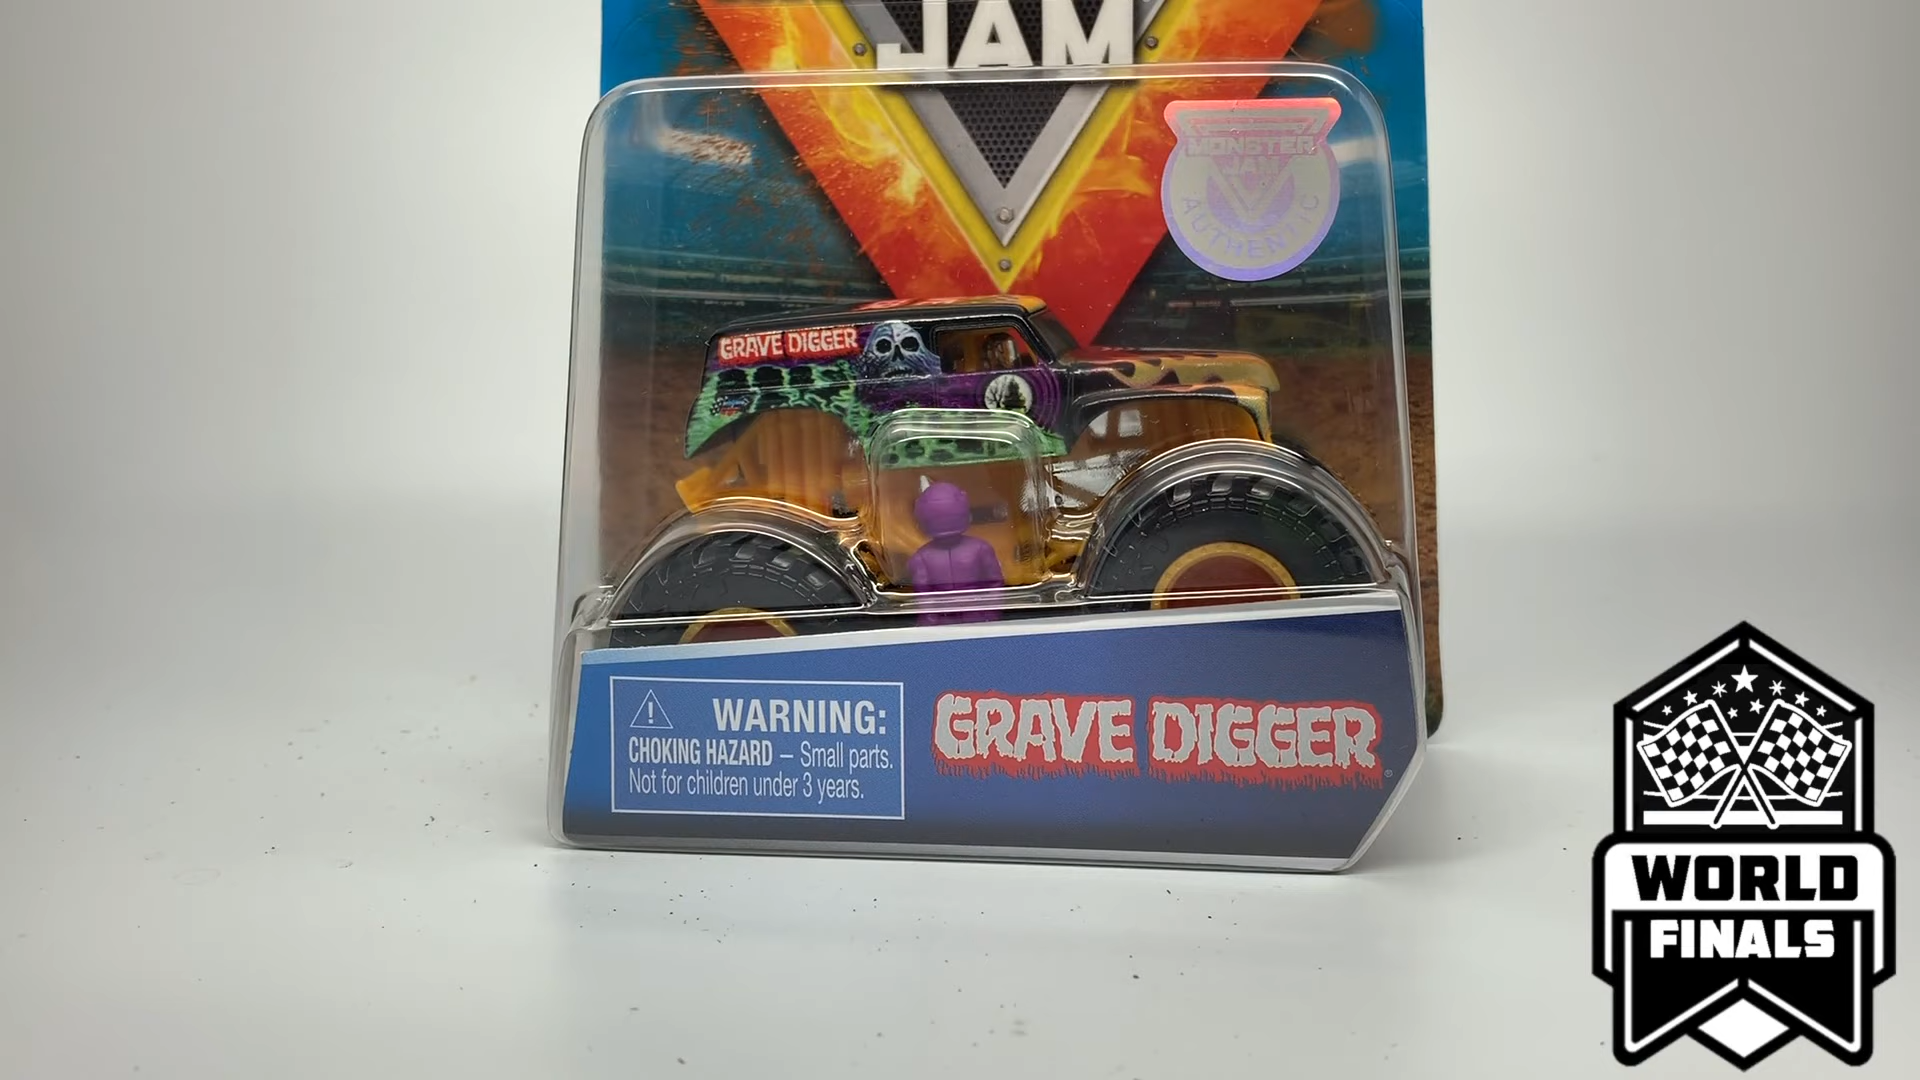 JAM
MONSTER
JAM
AUTHENTIC
GRAVE DIGGER
WARNING:
CHOKING HAZARD – Small parts.
Not for children under 3 years.
GRAVE DIGGER
WORLD
FINALS